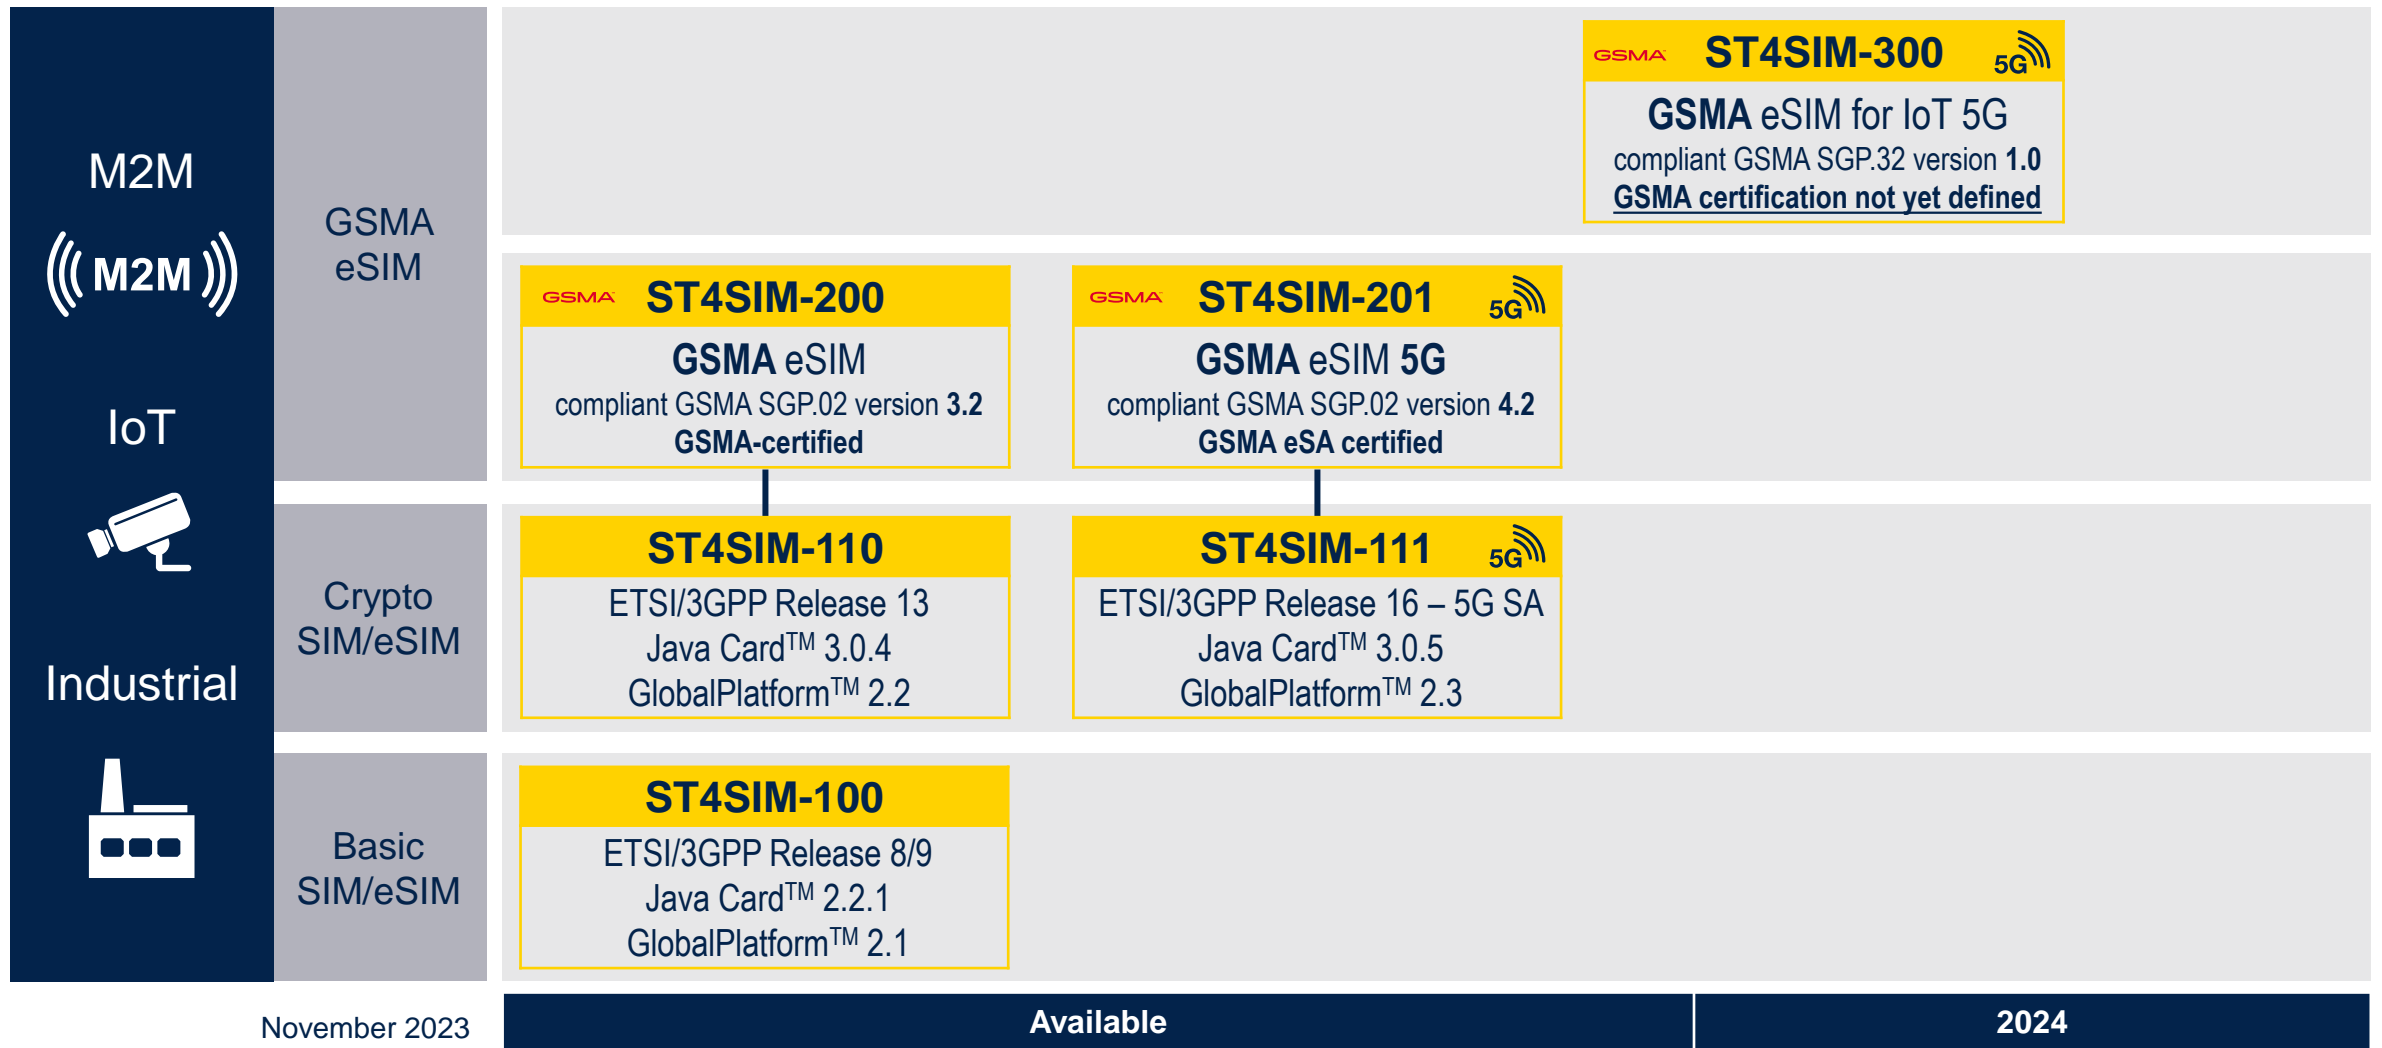 M2M
M2M
IoT
Industrial
GSMA
eSIM
GSMA ST4SIM-300 5G
GSMA eSIM for IoT 5G
compliant GSMA SGP.32 version 1.0
GSMA certification not yet defined
GSMA ST4SIM-200
GSMA eSIM
compliant GSMA SGP.02 version 3.2
GSMA-certified
GSMA ST4SIM-201 5G
GSMA eSIM 5G
compliant GSMA SGP.02 version 4.2
GSMA eSA certified
Crypto
SIM/eSIM
ST4SIM-110
ETSI/3GPP Release 13
Java Card™ 3.0.4
GlobalPlatform™ 2.2
ST4SIM-111 5G
ETSI/3GPP Release 16 – 5G SA
Java Card™ 3.0.5
GlobalPlatform™ 2.3
Basic
SIM/eSIM
ST4SIM-100
ETSI/3GPP Release 8/9
Java Card™ 2.2.1
GlobalPlatform™ 2.1
November 2023
Available
2024